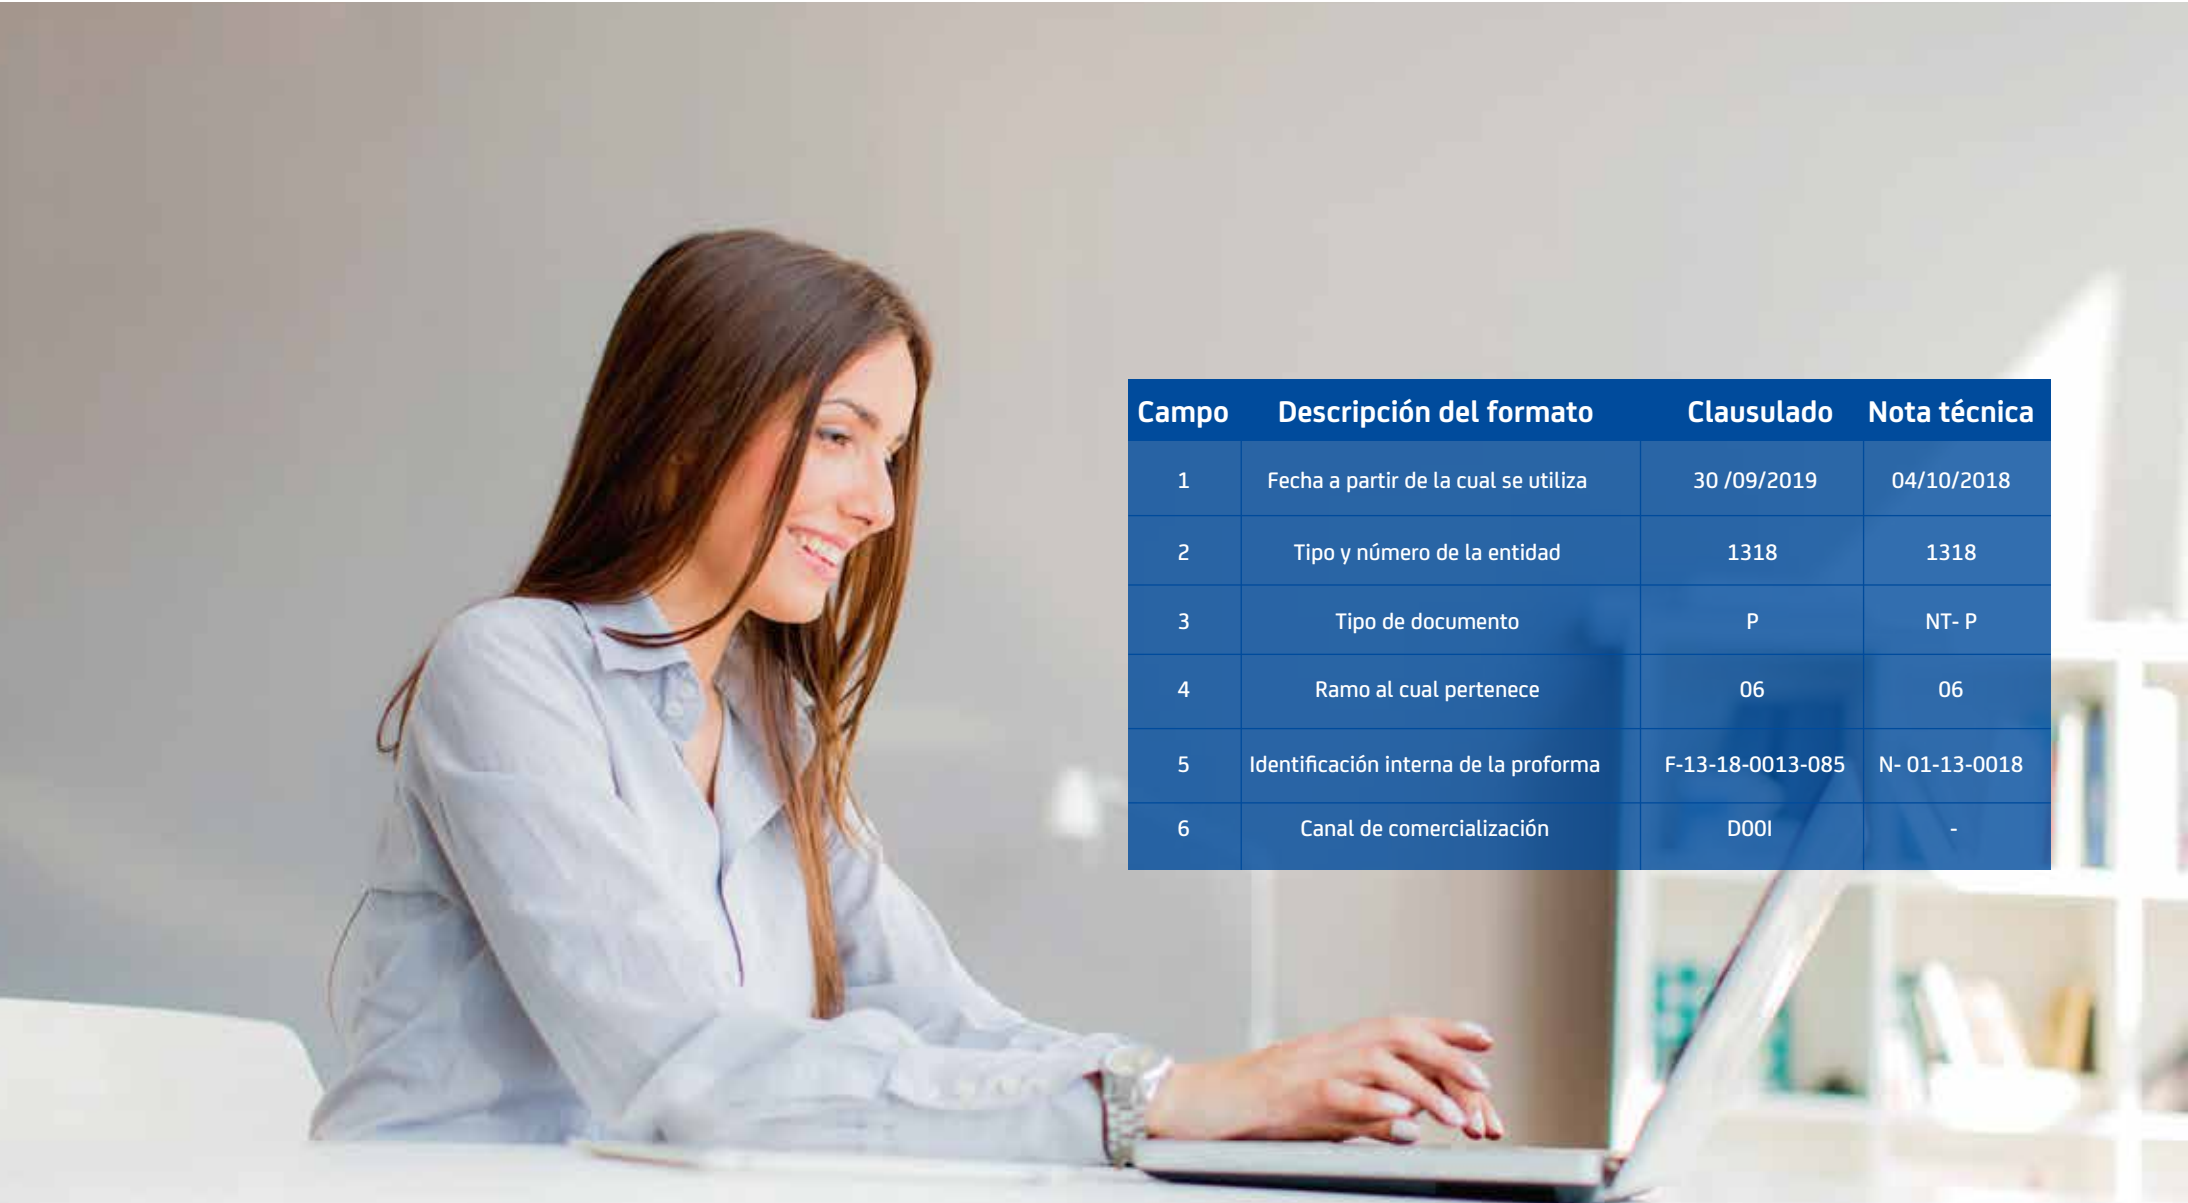 Campo Descripción del formato Clausulado Nota técnica
1 Fecha a partir de la cual se utiliza 30 /09/2019 04/10/2018
2 Tipo y número de la entidad 1318 1318
3 Tipo de documento P NT- P
4 Ramo al cual pertenece 06 06
5 Identificación interna de la proforma F-13-18-0013-085 N- 01-13-0018
6 Canal de comercialización D00I -